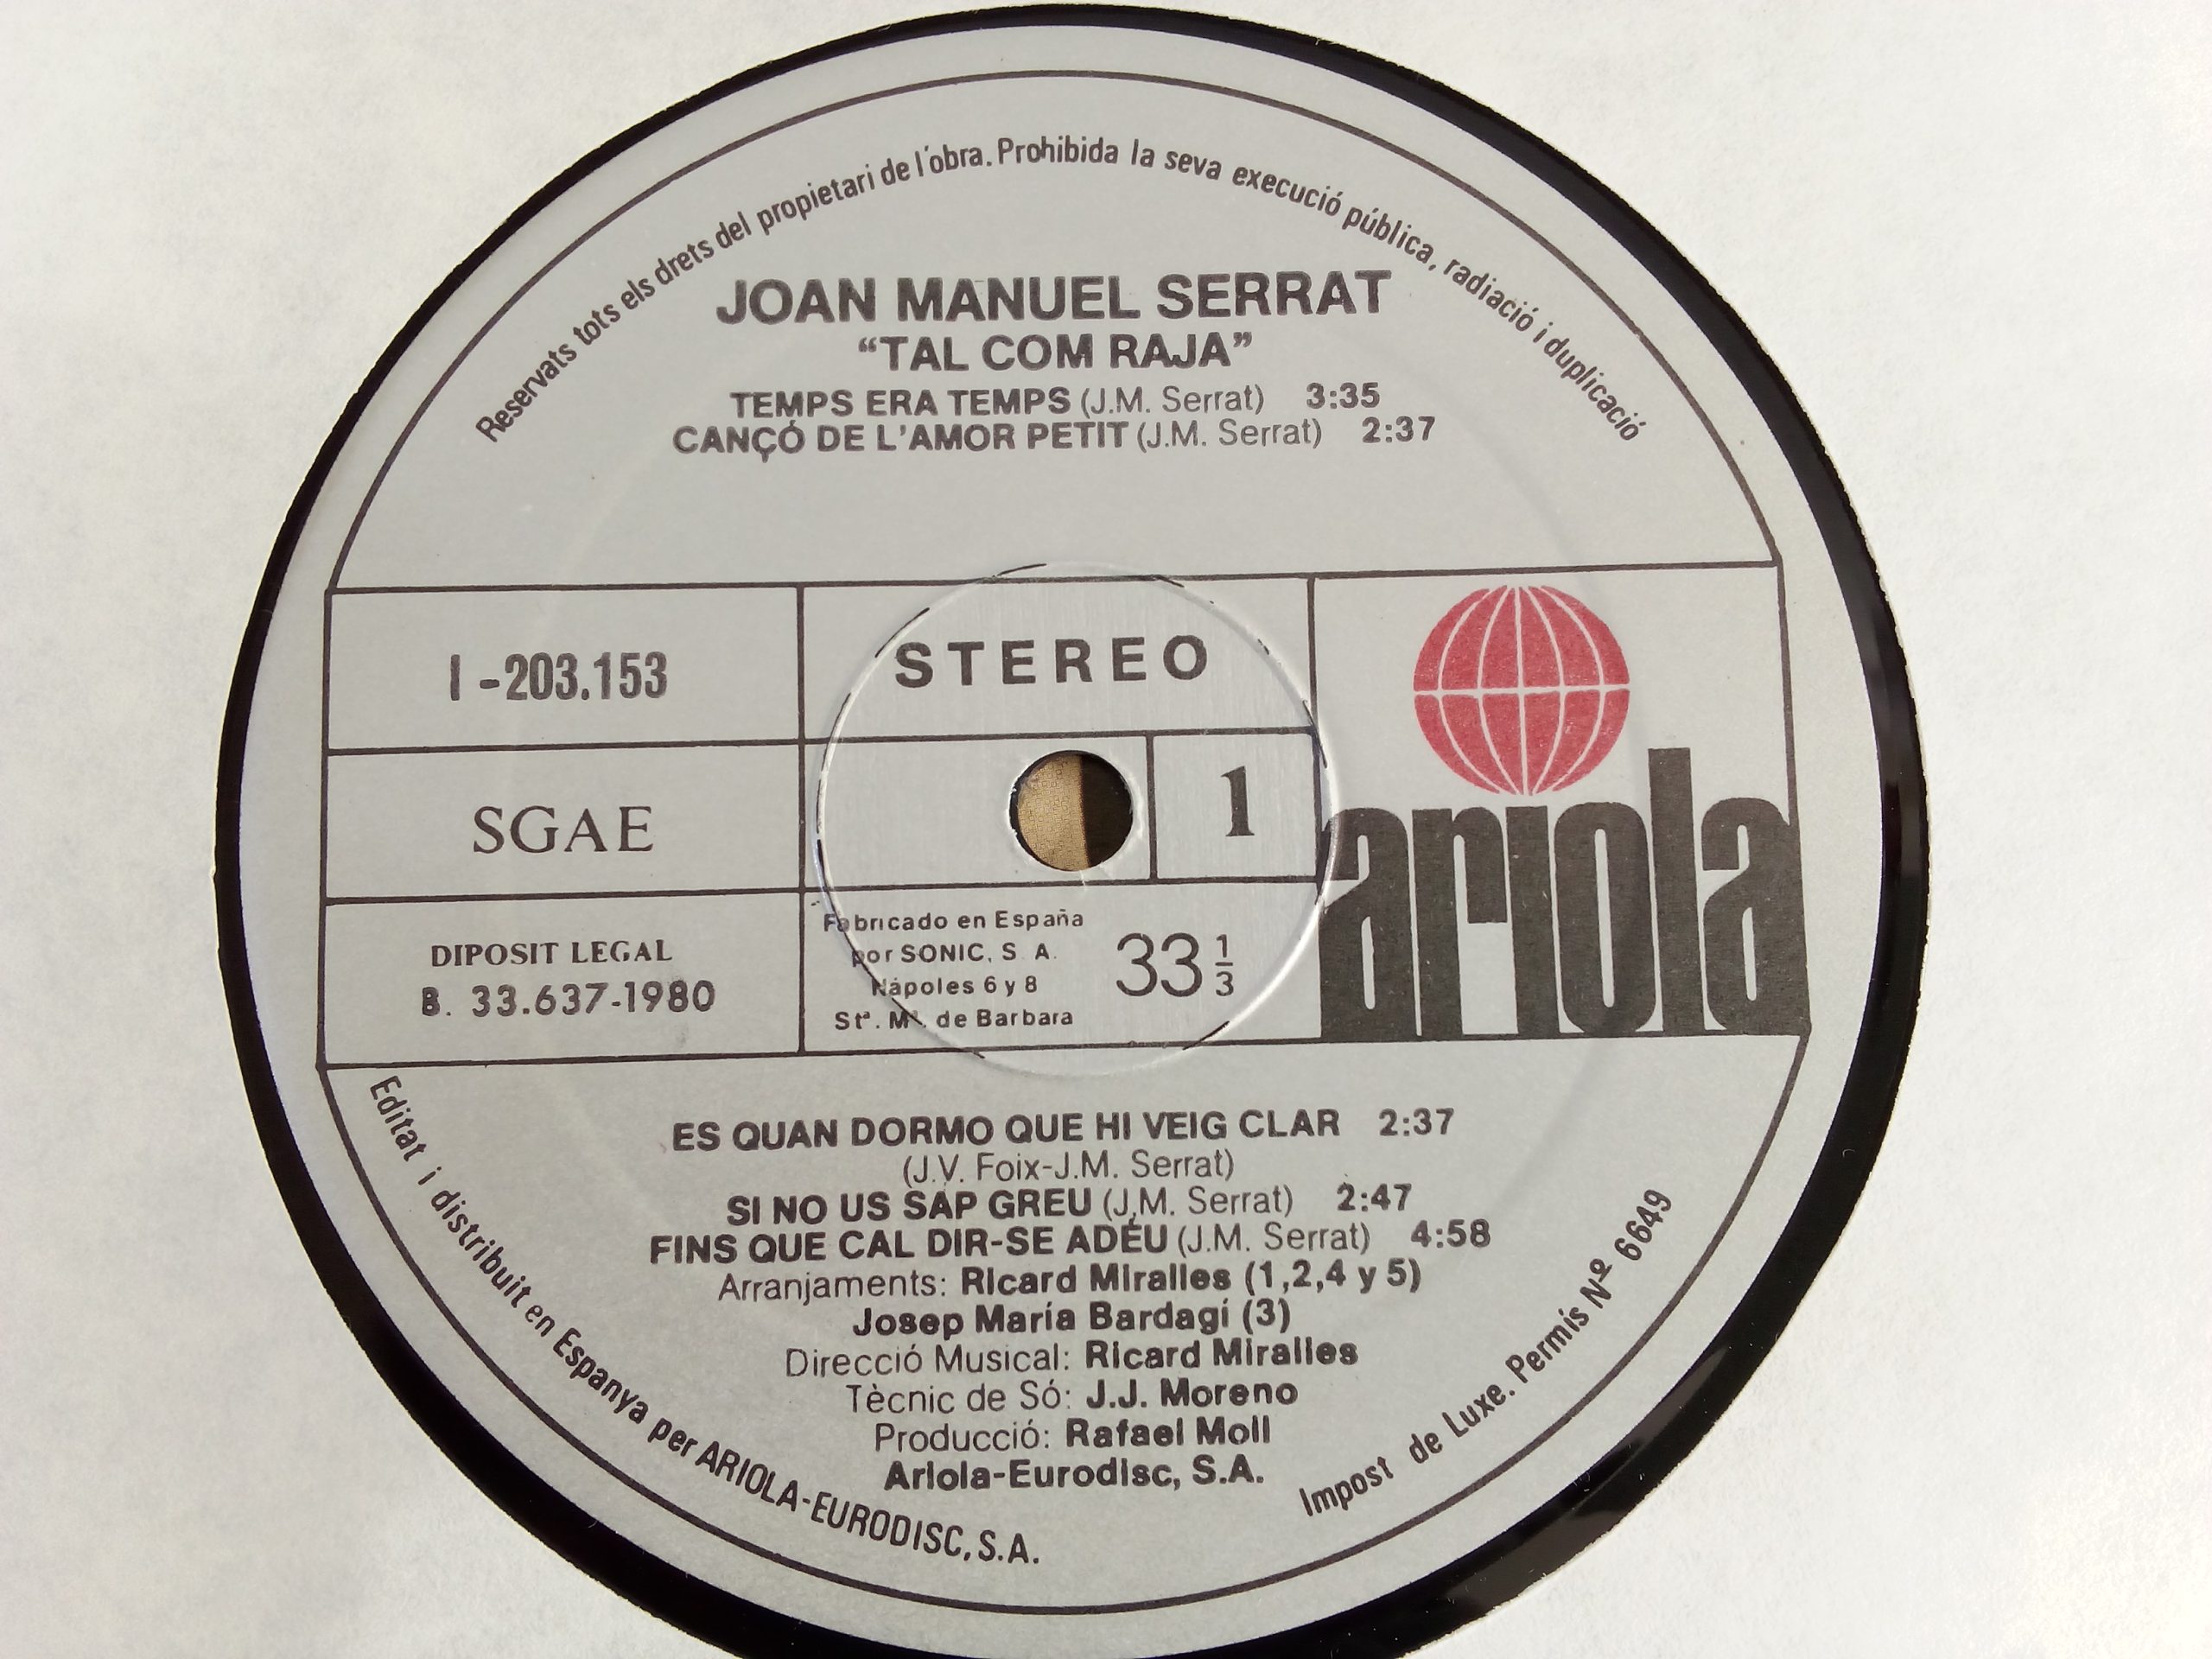 Reservats tots els drets del propietari de l'obra. Prohibida la seva execució pública, radiació i duplicació
JOAN MANUEL SERRAT
“TAL COM RAJA”
TEMPS ERA TEMPS (J.M. Serrat) 3:35
CANÇÓ DE L'AMOR PETIT (J.M. Serrat) 2:37
I - 203.153
STEREO
SGAE
1
ariola
DIPOSIT LEGAL
B. 33.637-1980
Fabricado en España
por SONIC, S. A.
Nápoles 6 y 8
Stª. Mª. de Barbara
33 1/3
ES QUAN DORMO QUE HI VEIG CLAR 2:37
(J.V. Foix-J.M. Serrat)
SI NO US SAP GREU (J.M. Serrat) 2:47
FINS QUE CAL DIR-SE ADÉU (J.M. Serrat) 4:58
Arranjaments: Ricard Miralles (1,2,4 y 5)
Josep María Bardagí (3)
Direcció Musical: Ricard Miralles
Tècnic de Só: J.J. Moreno
Producció: Rafael Moll
Ariola-Eurodisc, S.A.
Editat i distribuit en Espanya per ARIOLA-EURODISC, S.A.
Impost de Luxe. Permís Nº 6649